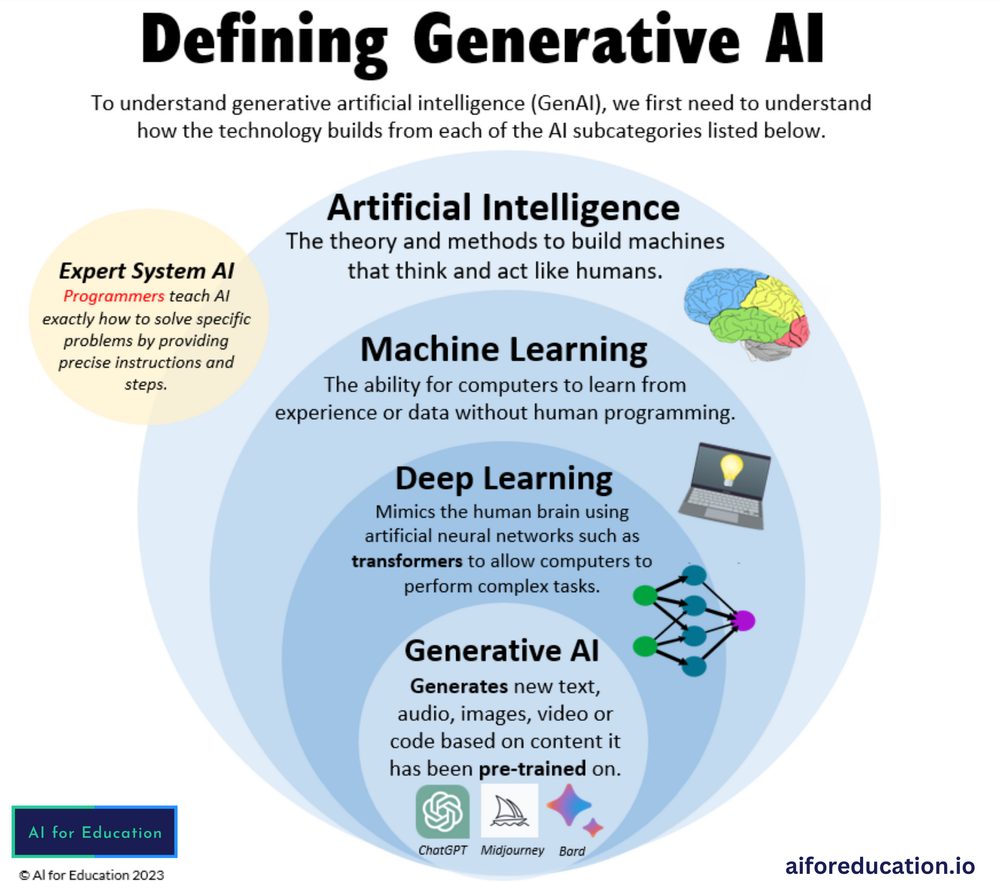 Defining Generative AI
To understand generative artificial intelligence (GenAI), we first need to understand
how the technology builds from each of the AI subcategories listed below.
Artificial Intelligence
The theory and methods to build machines
that think and act like humans.
Expert System AI
Programmers teach AI
exactly how to solve specific
problems by providing
precise instructions and
steps.
Machine Learning
The ability for computers to learn from
experience or data without human programming.
Deep Learning
Mimics the human brain using
artificial neural networks such as
transformers to allow computers to
perform complex tasks.
Generative AI
Generates new text,
audio, images, video or
code based on content it
has been pre-trained on.
ChatGPT Midjourney Bard
AI for Education
© AI for Education 2023
aiforeducation.io